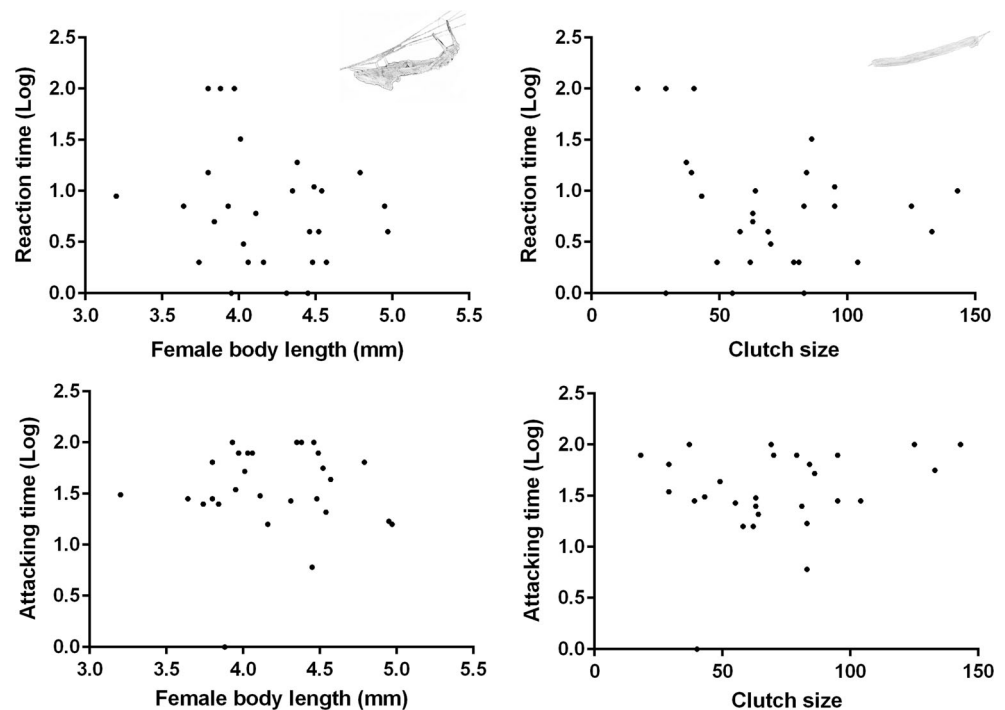 2.5
2.0
1.5
1.0
0.5
0.0
3.0 3.5 4.0 4.5 5.0 5.5
Reaction time (Log)
Female body length (mm)
2.5
2.0
1.5
1.0
0.5
0.0
0 50 100 150
Reaction time (Log)
Clutch size
2.5
2.0
1.5
1.0
0.5
0.0
3.0 3.5 4.0 4.5 5.0 5.5
Attacking time (Log)
Female body length (mm)
2.5
2.0
1.5
1.0
0.5
0.0
0 50 100 150
Attacking time (Log)
Clutch size